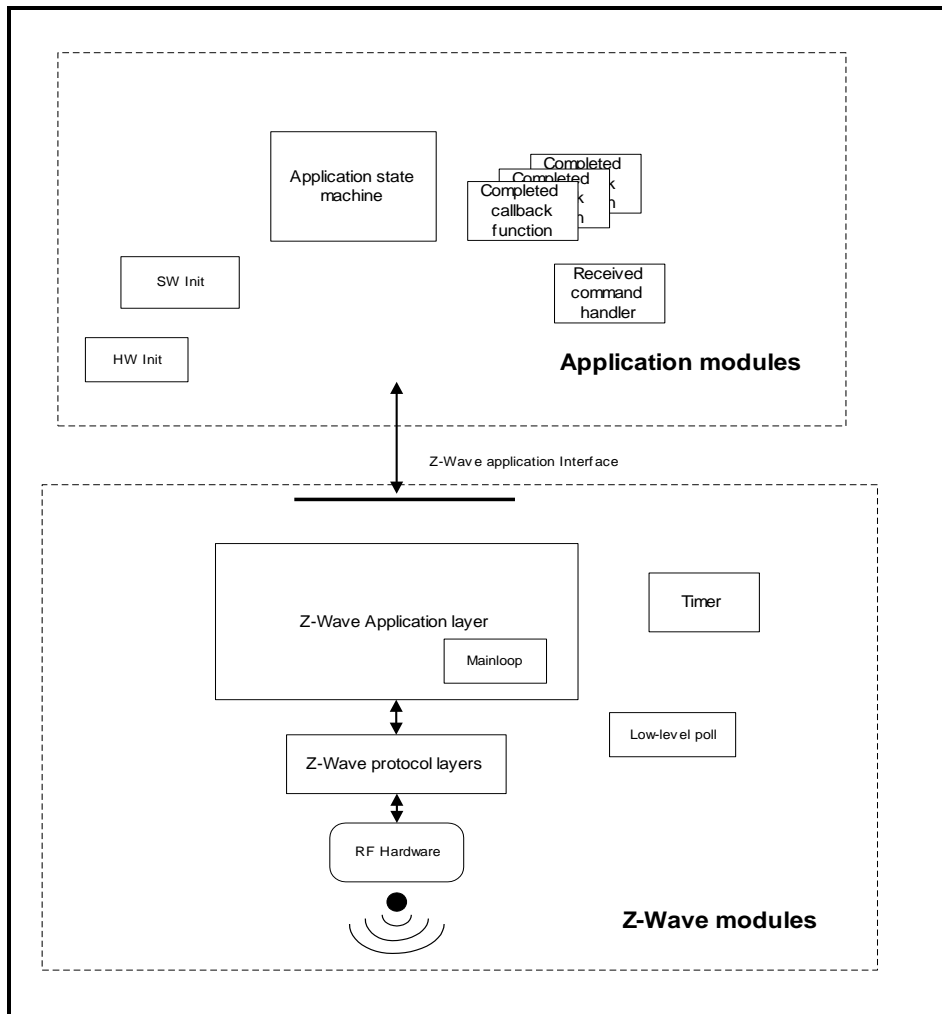 Application state
machine
Completed
Completed
k
Completed
callback
function
k
n
n
SW Init
Received
command
handler
HW Init
Application modules
Z-Wave application Interface
Z-Wave Application layer
Mainloop
Timer
Low-level poll
Z-Wave protocol layers
RF Hardware
Z-Wave modules